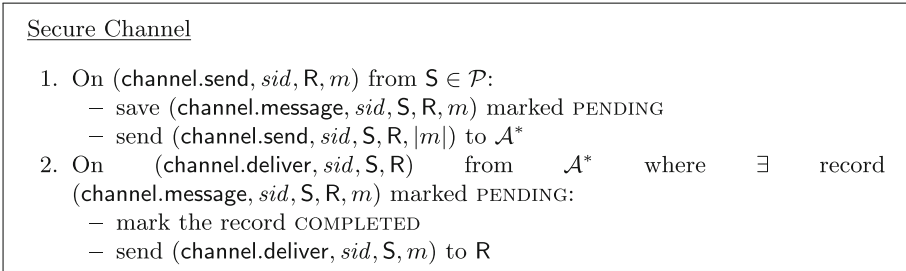 Secure Channel
1. On (channel.send, sid, R, m) from S ∈ 𝒫:
– save (channel.message, sid, S, R, m) marked PENDING
– send (channel.send, sid, S, R, |m|) to 𝒜*
2. On (channel.deliver, sid, S, R) from 𝒜* where ∃ record
(channel.message, sid, S, R, m) marked PENDING:
– mark the record COMPLETED
– send (channel.deliver, sid, S, m) to R